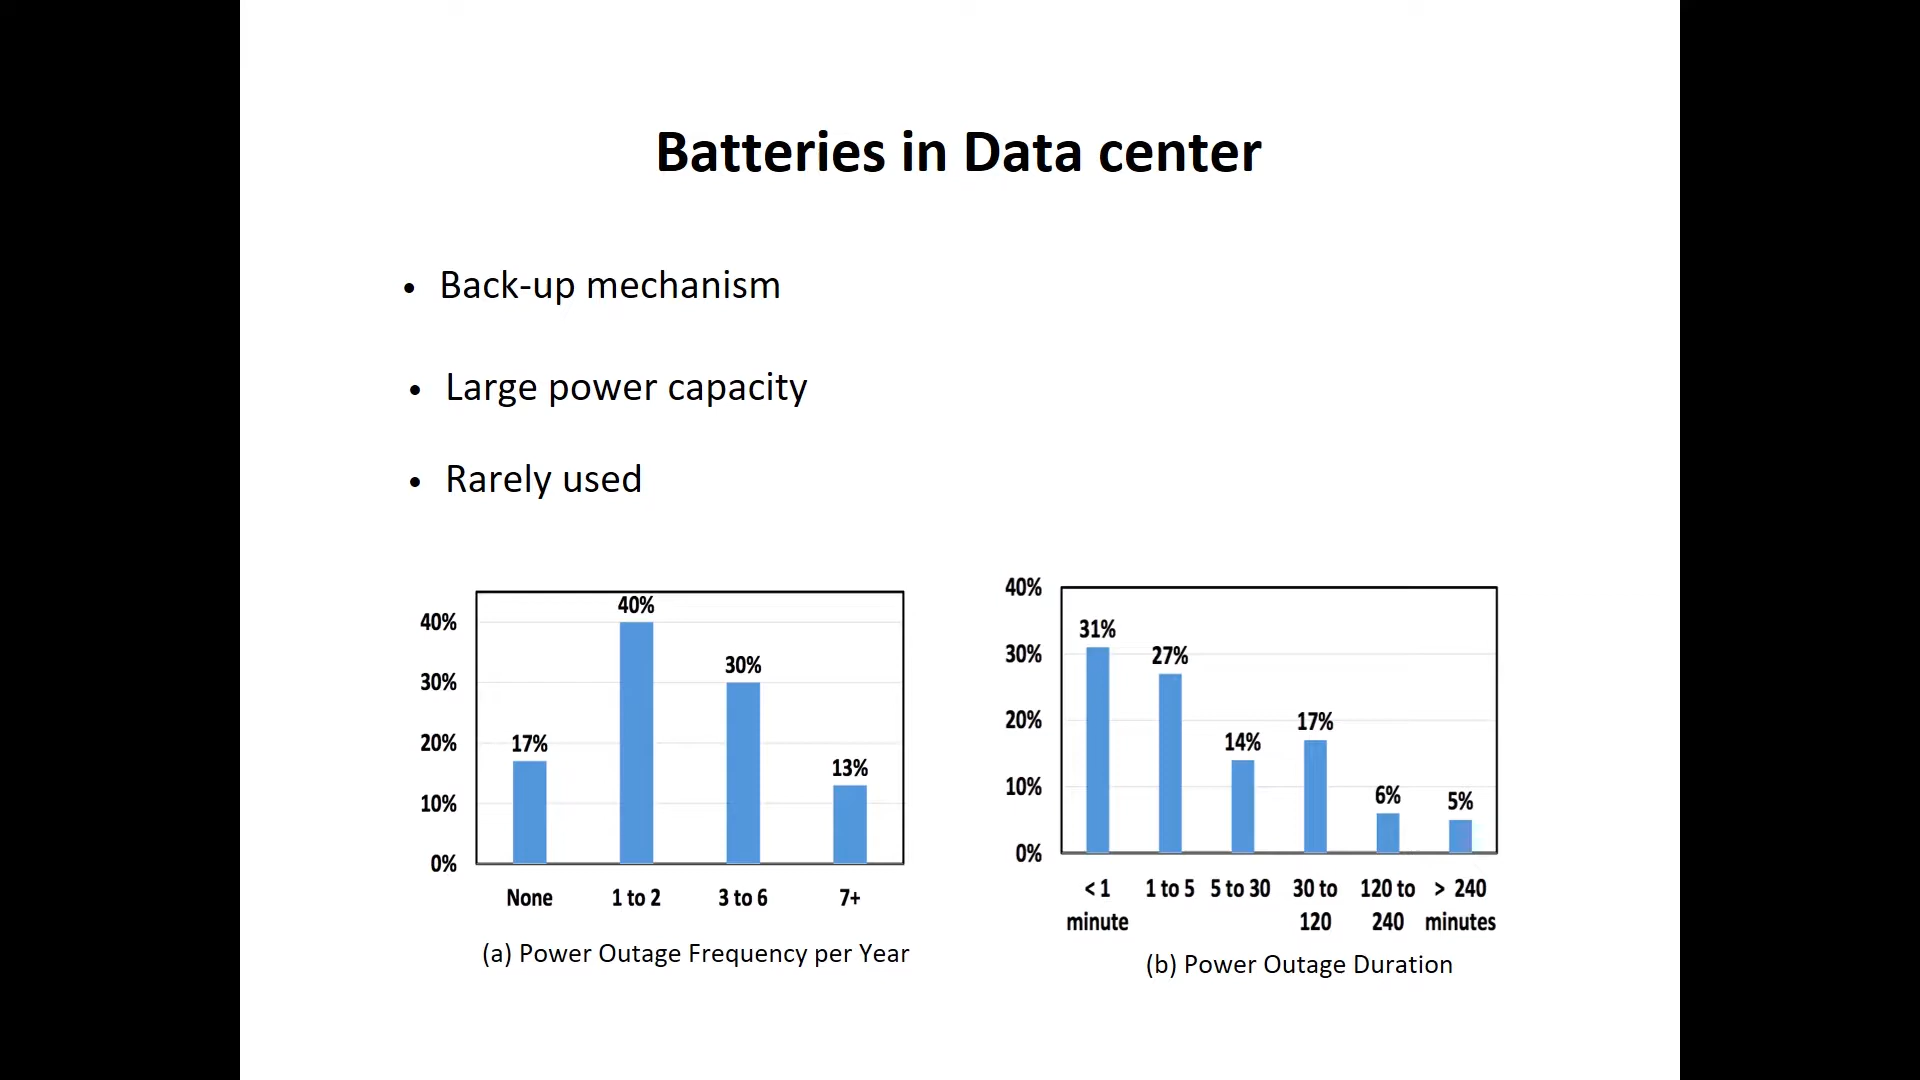 Batteries in Data center
• Back-up mechanism
• Large power capacity
• Rarely used
40%
30%
20%
10%
0%
17%
40%
30%
13%
None
1 to 2
3 to 6
7+
(a) Power Outage Frequency per Year
40%
30%
20%
10%
0%
31%
27%
14%
17%
6%
5%
< 1 minute
1 to 5
5 to 30
30 to 120
120 to 240
> 240 minutes
(b) Power Outage Duration